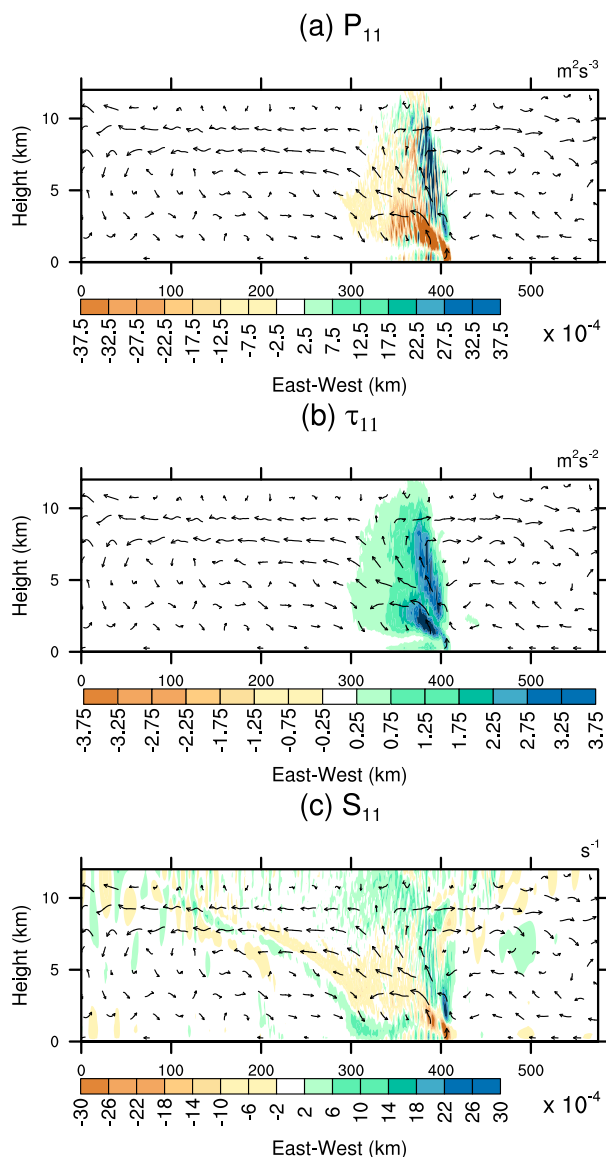 (a) P₁₁
m²s⁻³
Height (km)
10
5
0
0 100 200 300 400 500
-37.5 -32.5 -27.5 -22.5 -17.5 -12.5 -7.5 -2.5 2.5 7.5 12.5 17.5 22.5 27.5 32.5 37.5
x 10⁻⁴
East-West (km)
(b) τ₁₁
m²s⁻²
Height (km)
10
5
0
0 100 200 300 400 500
-3.75 -3.25 -2.25 -1.75 -1.25 -0.75 -0.25 0.25 0.75 1.25 1.75 2.25 2.75 3.25 3.75
East-West (km)
(c) S₁₁
s⁻¹
Height (km)
10
5
0
0 100 200 300 400 500
-30 -26 -22 -18 -14 -10 -6 -2 2 6 10 14 18 22 26 30
x 10⁻⁴
East-West (km)